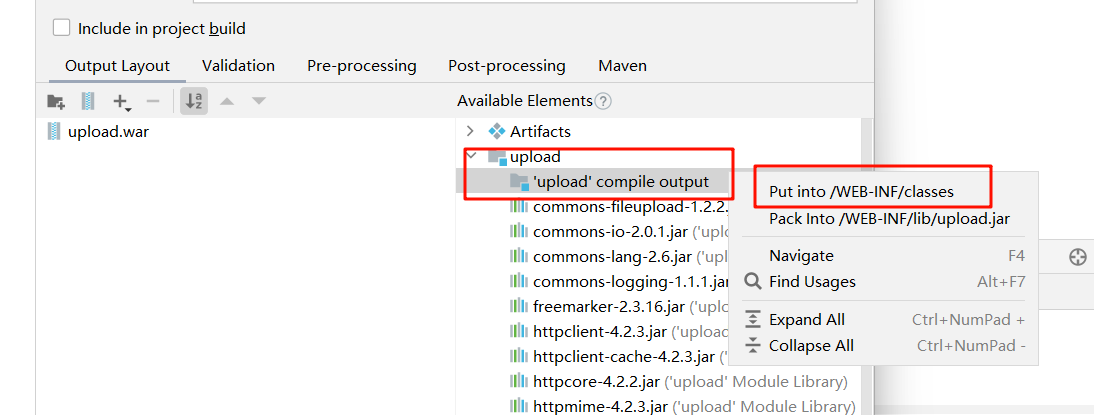 Include in project build
Output Layout Validation Pre-processing Post-processing Maven
Available Elements ?
upload.war
Artifacts
upload
'upload' compile output
commons-fileupload-1.2.2.
commons-io-2.0.1.jar ('uplo
commons-lang-2.6.jar ('uplo
commons-logging-1.1.1.jar
freemarker-2.3.16.jar ('uplo
httpclient-4.2.3.jar ('upload
httpclient-cache-4.2.3.jar ('u
httpcore-4.2.2.jar ('upload' Module Library)
httpmime-4.2.3.jar ('upload' Module Library)
Put into /WEB-INF/classes
Pack Into /WEB-INF/lib/upload.jar
Navigate F4
Find Usages Alt+F7
Expand All Ctrl+NumPad +
Collapse All Ctrl+NumPad -